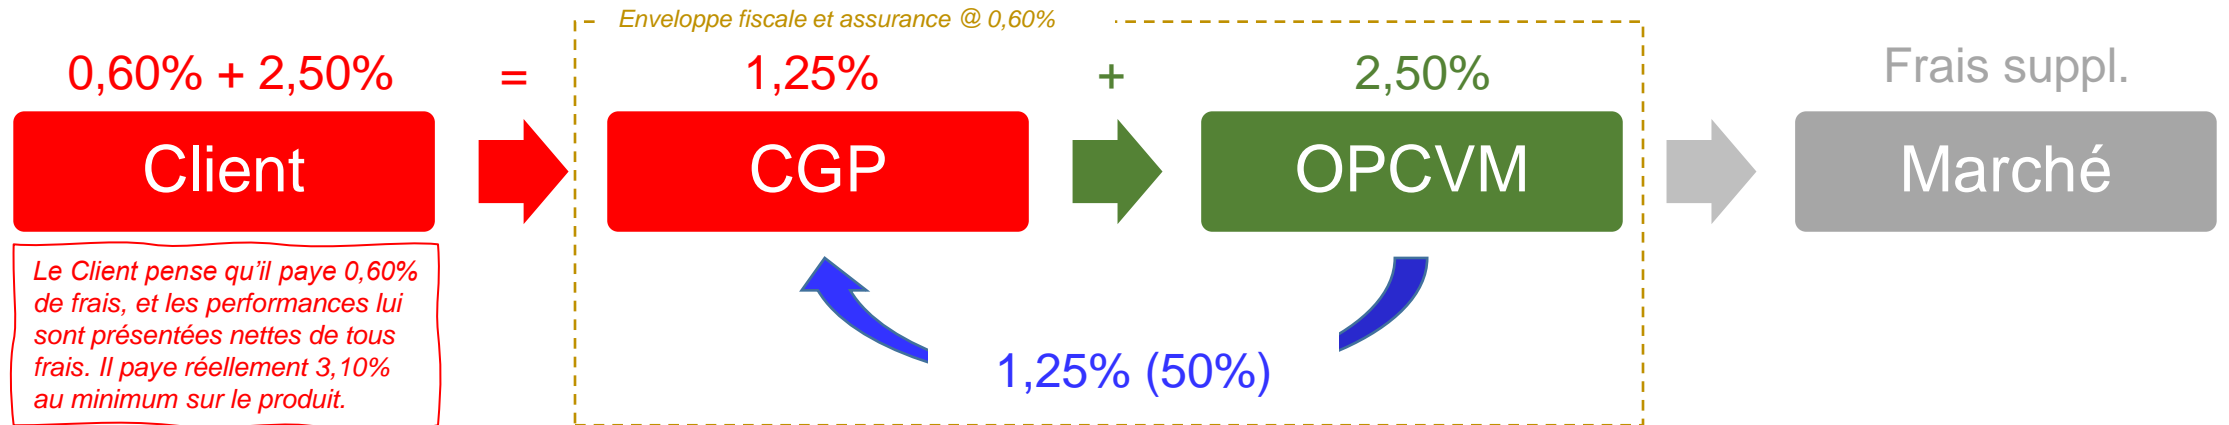 Enveloppe fiscale et assurance @ 0,60%
0,60% + 2,50%
=
1,25%
+
2,50%
Frais suppl.
Client
CGP
OPCVM
Marché
Le Client pense qu’il paye 0,60%
de frais, et les performances lui
sont présentées nettes de tous
frais. Il paye réellement 3,10%
au minimum sur le produit.
1,25% (50%)